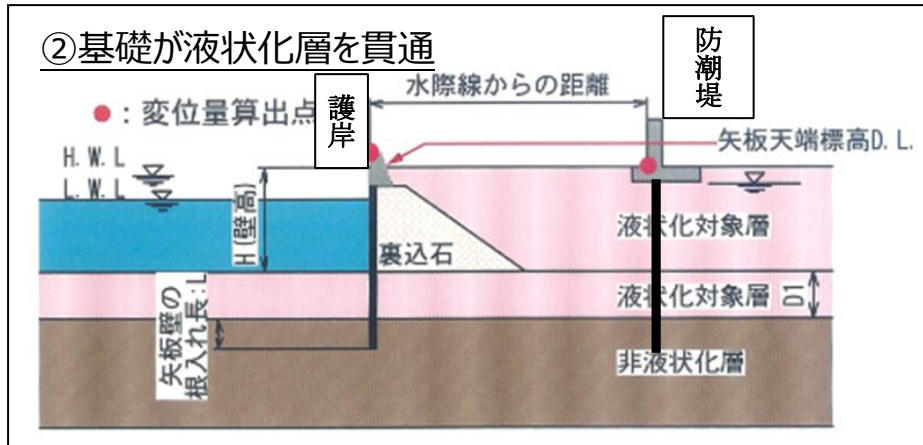 ②基礎が液状化層を貫通
防潮堤
水際線からの距離
護岸
●：変位量算出点
矢板天端標高D.L.
H.W.L
L.W.L
H(壁高)
液状化対象層
裏込石
液状化対象層
D1
矢板壁の
根入れ長:L
非液状化層